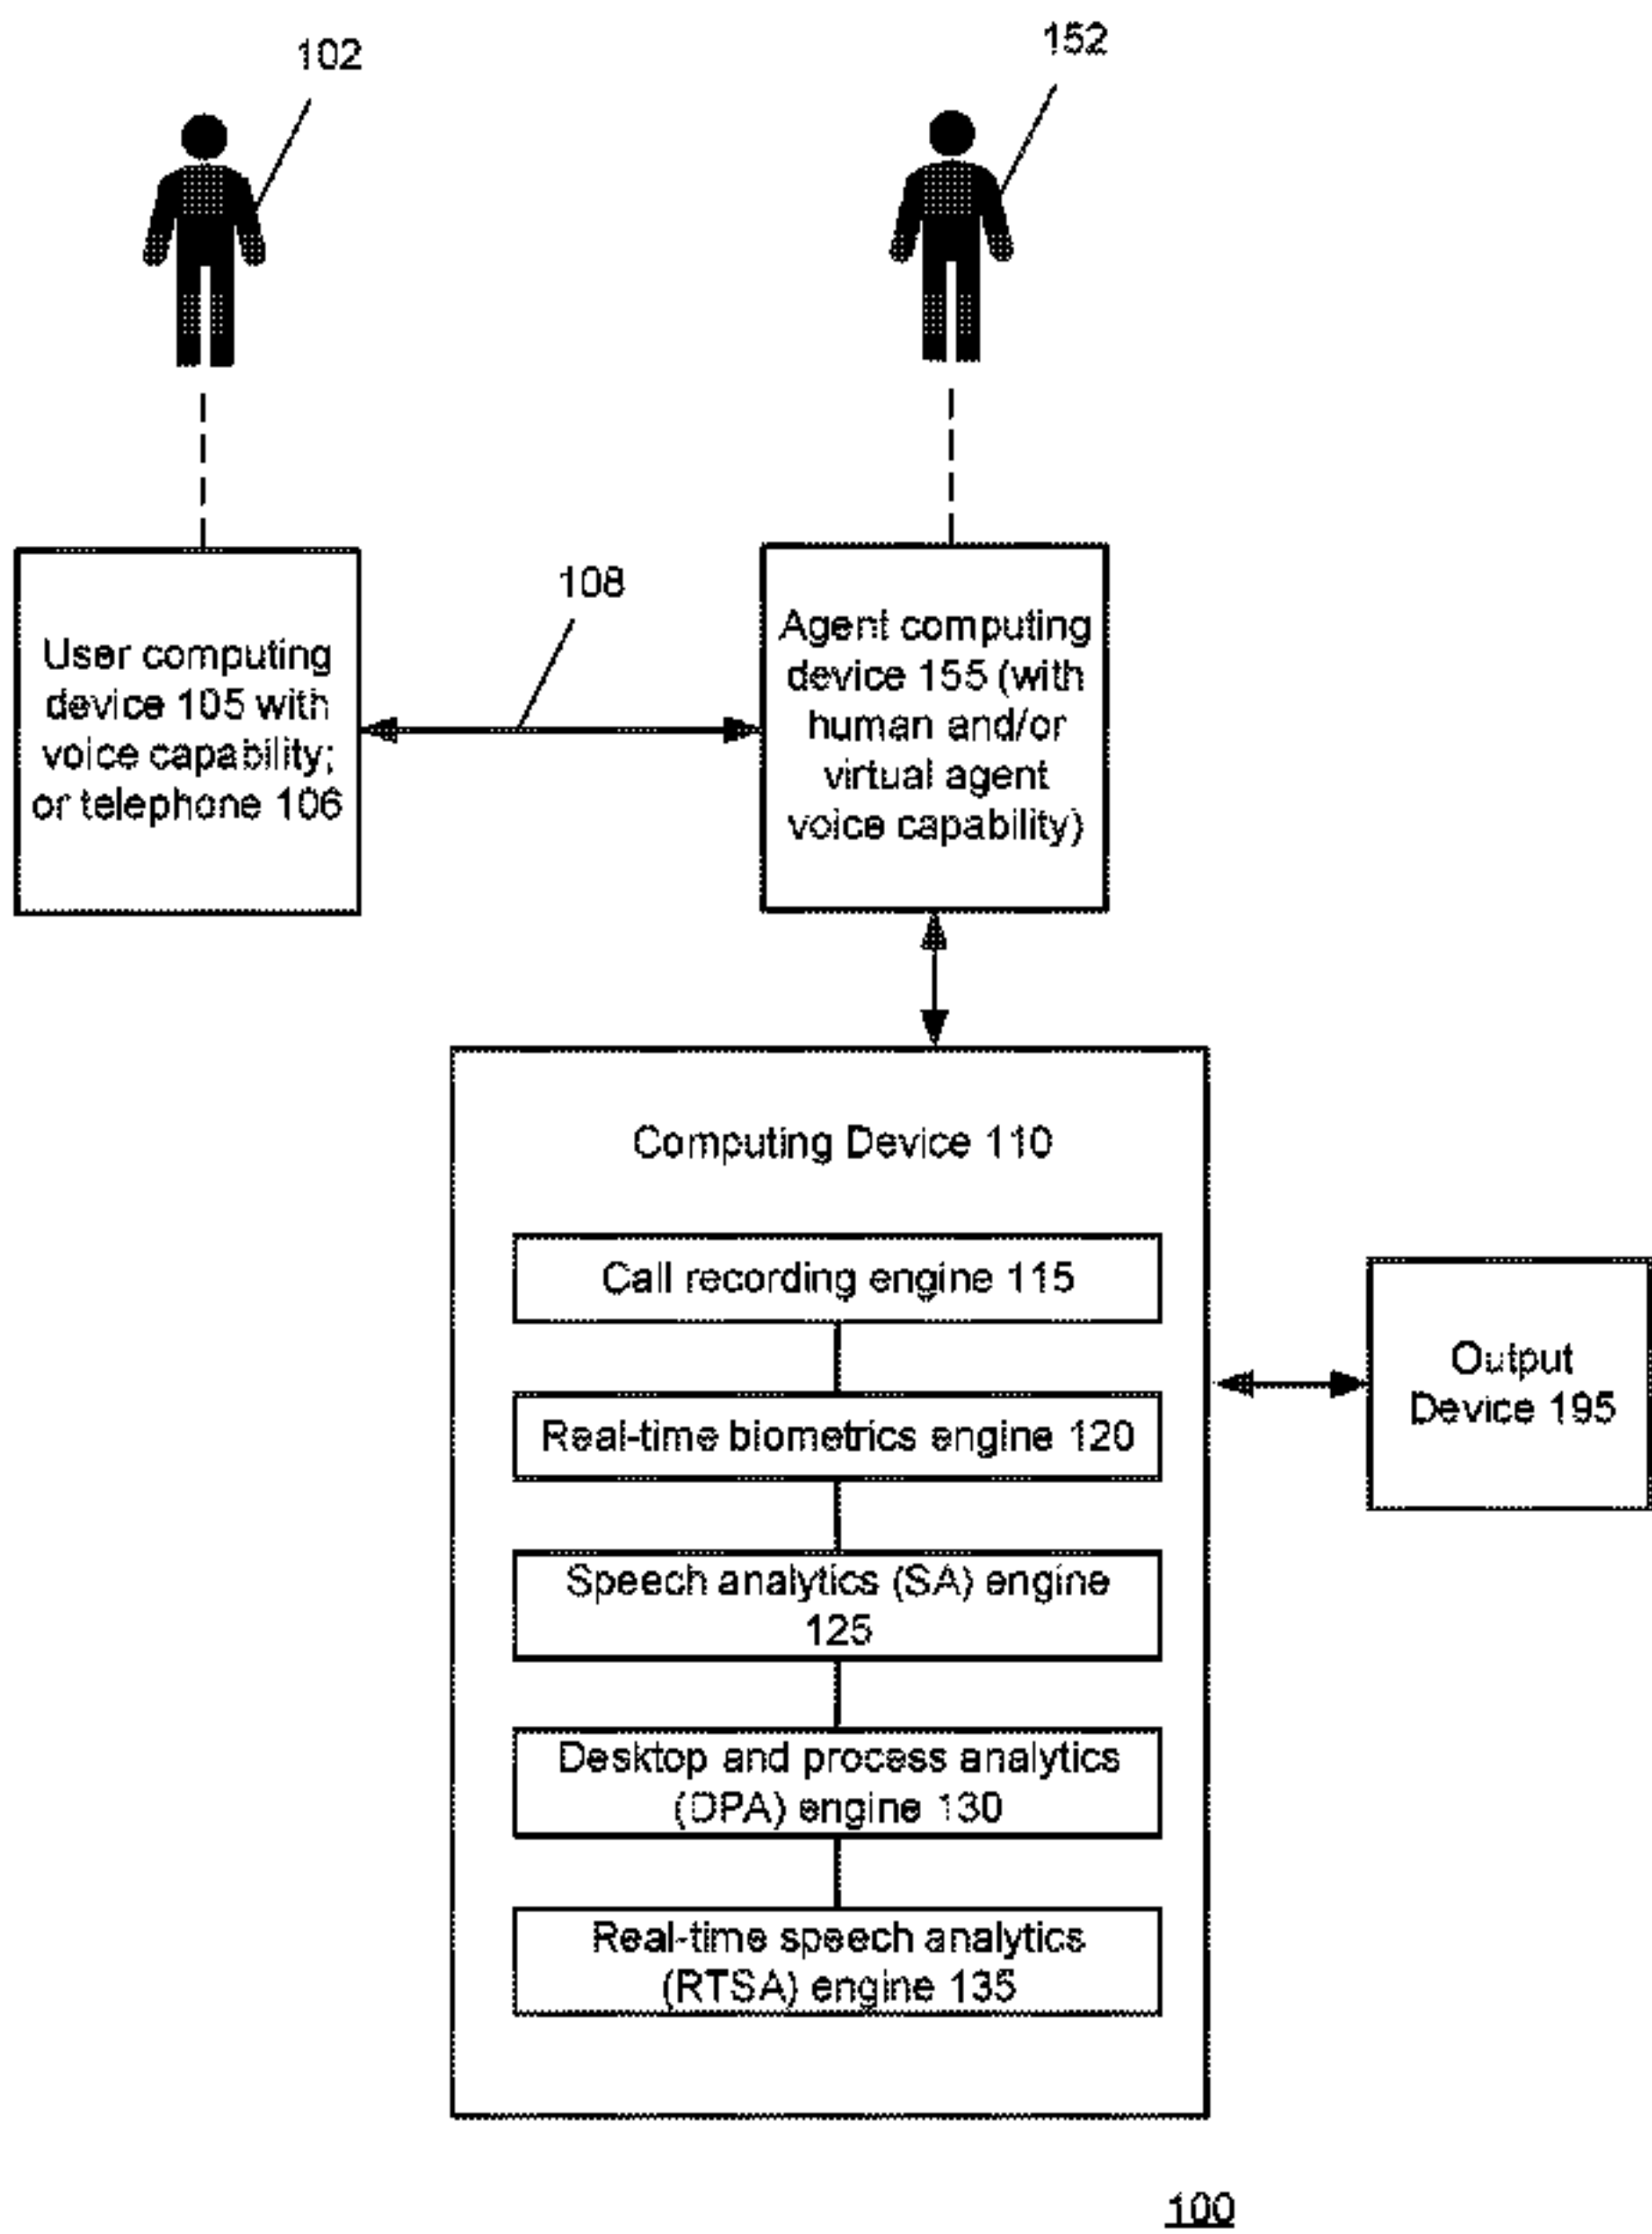 102
152
108
User computing
device 105 with
voice capability;
or telephone 106
Agent computing
device 155 (with
human and/or
virtual agent
voice capability)
Computing Device 110
Call recording engine 115
Real-time biometrics engine 120
Speech analytics (SA) engine
125
Desktop and process analytics
(DPA) engine 130
Real-time speech analytics
(RTSA) engine 135
Output
Device 195
100